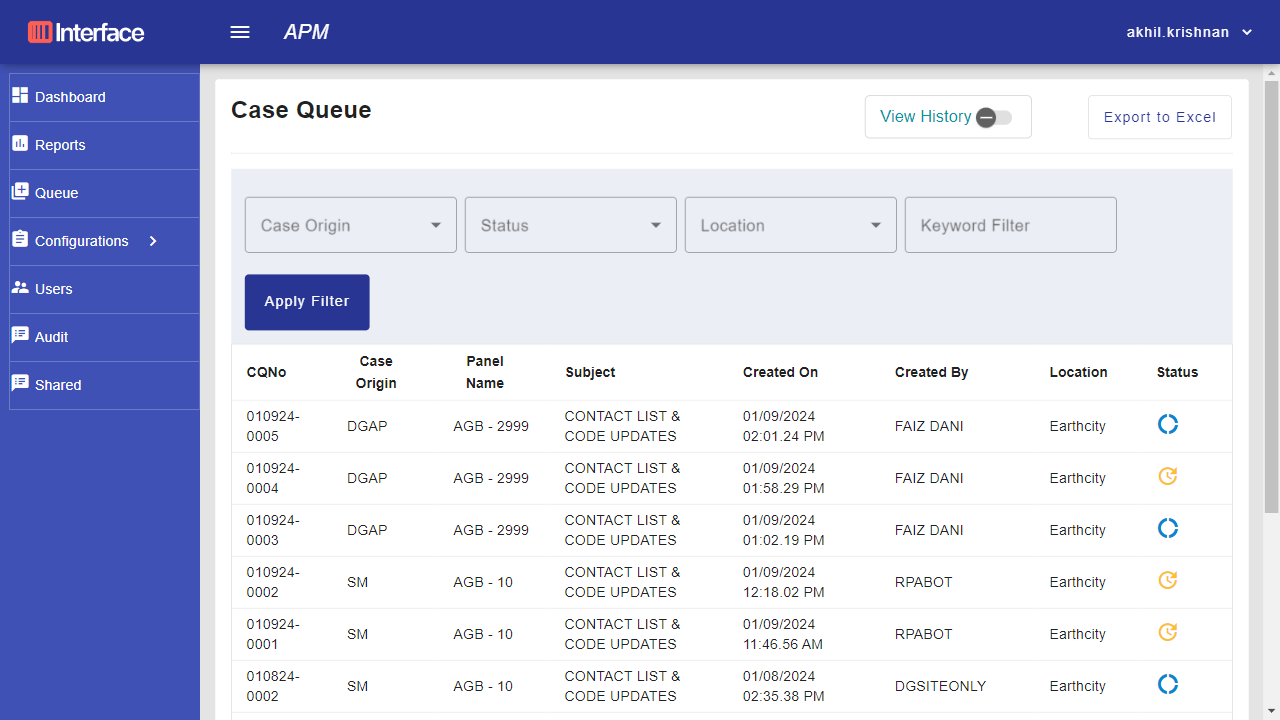 Interface
APM
akhil.krishnan
Dashboard
Reports
Queue
Configurations
Users
Audit
Shared
Case Queue
View History
Export to Excel
Case Origin
Status
Location
Keyword Filter
Apply Filter
CQNo
Case
Origin
Panel
Name
Subject
Created On
Created By
Location
Status
010924-
0005
DGAP
AGB - 2999
CONTACT LIST &
CODE UPDATES
01/09/2024
02:01.24 PM
FAIZ DANI
Earthcity
010924-
0004
DGAP
AGB - 2999
CONTACT LIST &
CODE UPDATES
01/09/2024
01:58.29 PM
FAIZ DANI
Earthcity
010924-
0003
DGAP
AGB - 2999
CONTACT LIST &
CODE UPDATES
01/09/2024
01:02.19 PM
FAIZ DANI
Earthcity
010924-
0002
SM
AGB - 10
CONTACT LIST &
CODE UPDATES
01/09/2024
12:18.02 PM
RPABOT
Earthcity
010924-
0001
SM
AGB - 10
CONTACT LIST &
CODE UPDATES
01/09/2024
11:46.56 AM
RPABOT
Earthcity
010824-
0002
SM
AGB - 10
CONTACT LIST &
CODE UPDATES
01/08/2024
02:35.38 PM
DGSITEONLY
Earthcity